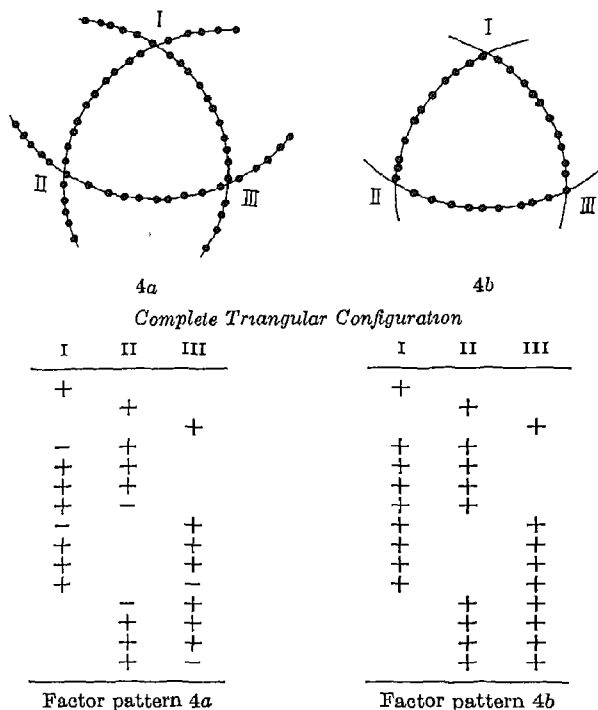 I I
II III II III
4a 4b
Complete Triangular Configuration
I II III I II III
+ +
+ +
+ +
− + + +
+ + + +
+ + + +
+ − + +
− + + +
+ + + +
+ + + +
+ − + +
− + + +
+ + + +
+ + + +
+ − + +
Factor pattern 4a Factor pattern 4b